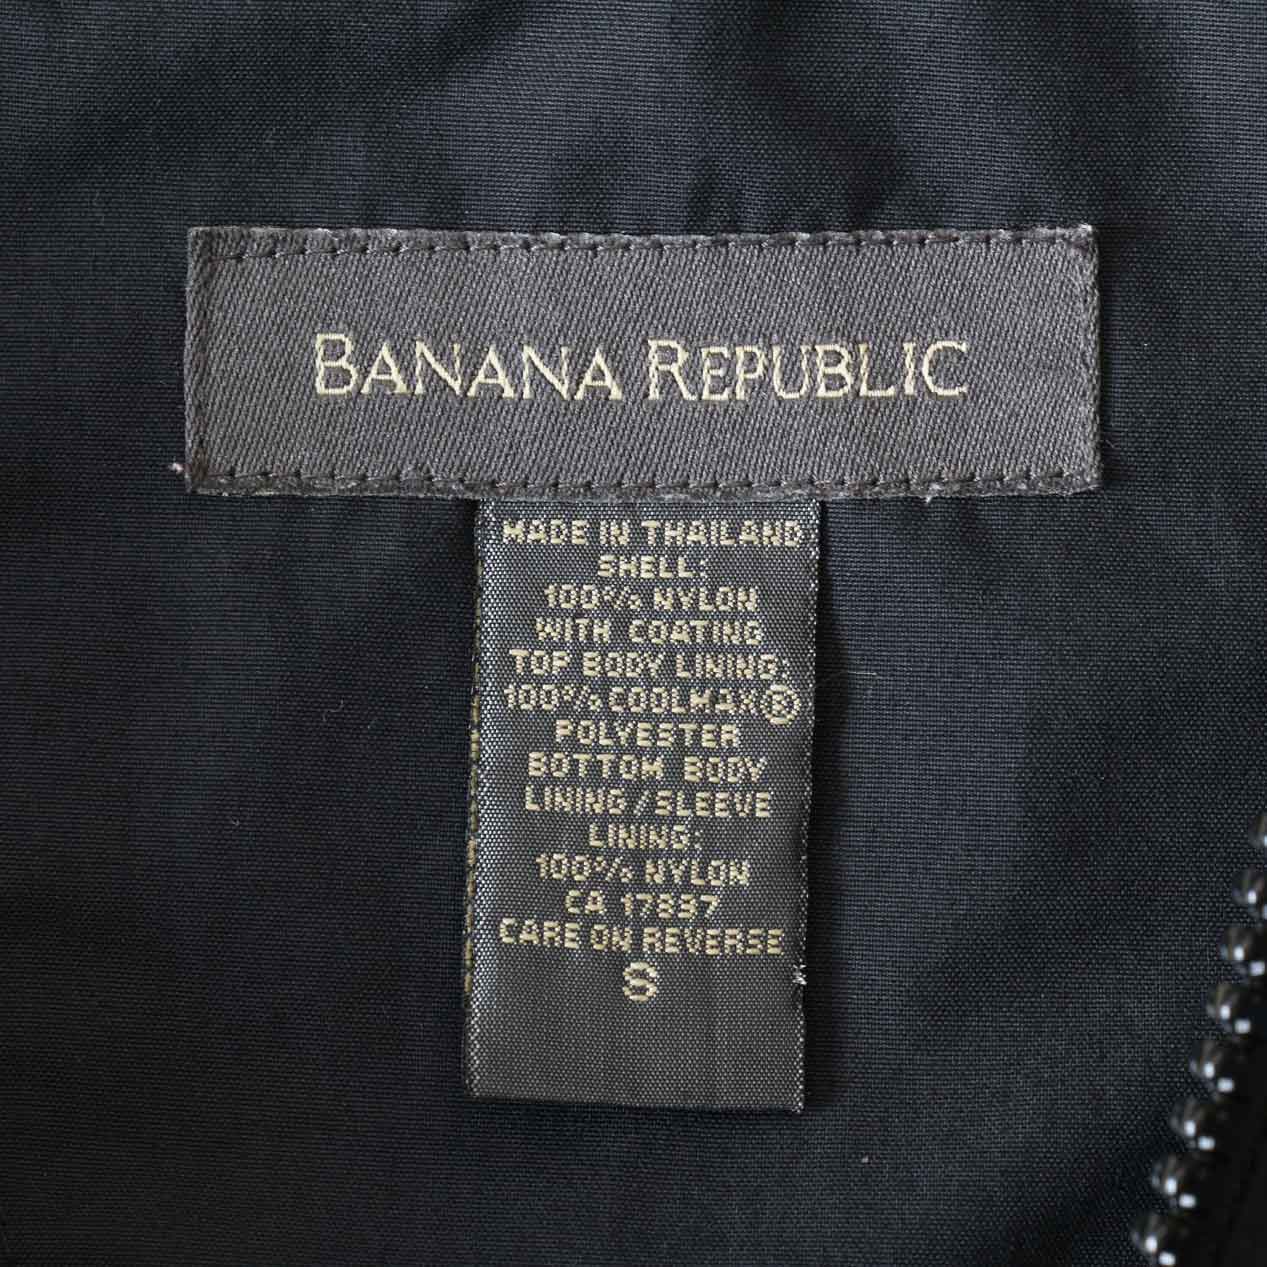 BANANA REPUBLIC
MADE IN THAILAND
SHELL:
100% NYLON
WITH COATING
TOP BODY LINING:
100% COOLMAX®
POLYESTER
BOTTOM BODY
LINING/SLEEVE
LINING:
100% NYLON
CA 17897
CARE ON REVERSE
S